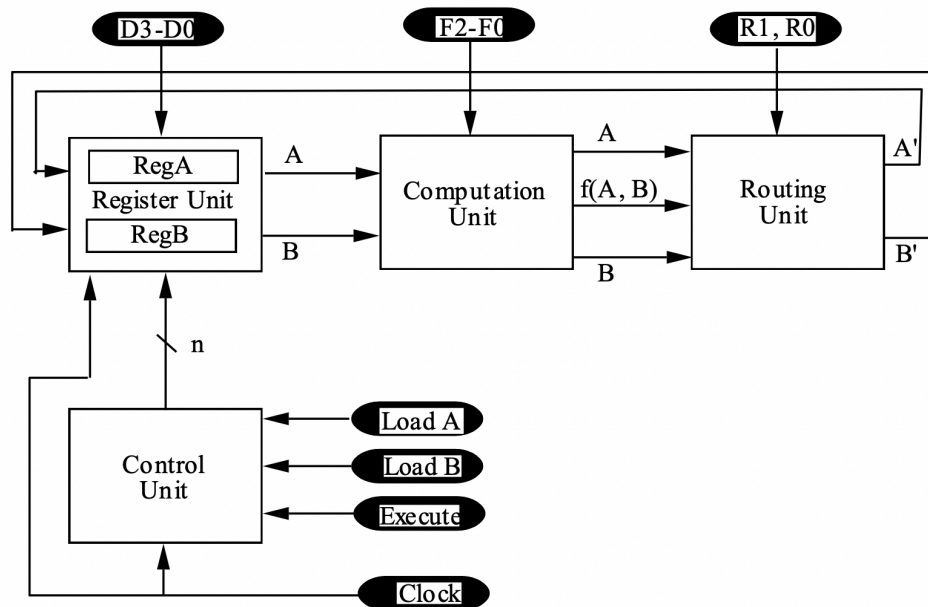 D3-D0
F2-F0
R1, R0
RegA
Register Unit
RegB
A
B
Computation
Unit
A
f(A, B)
B
Routing
Unit
A'
B'
n
Control
Unit
Load A
Load B
Execute
Clock